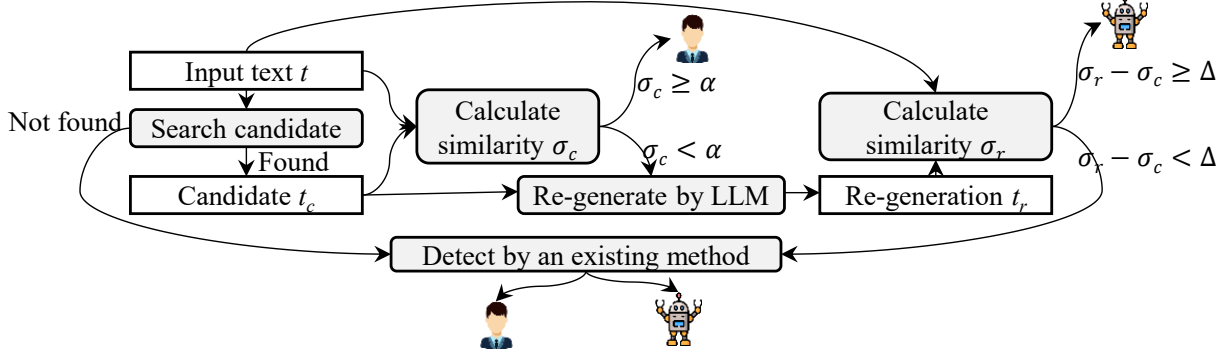 Input text t
Not found
Search candidate
Found
Candidate t_c
Calculate
similarity σ_c
σ_c ≥ α
σ_c < α
Re-generate by LLM
Calculate
similarity σ_r
Re-generation t_r
σ_r − σ_c ≥ Δ
σ_r − σ_c < Δ
Detect by an existing method